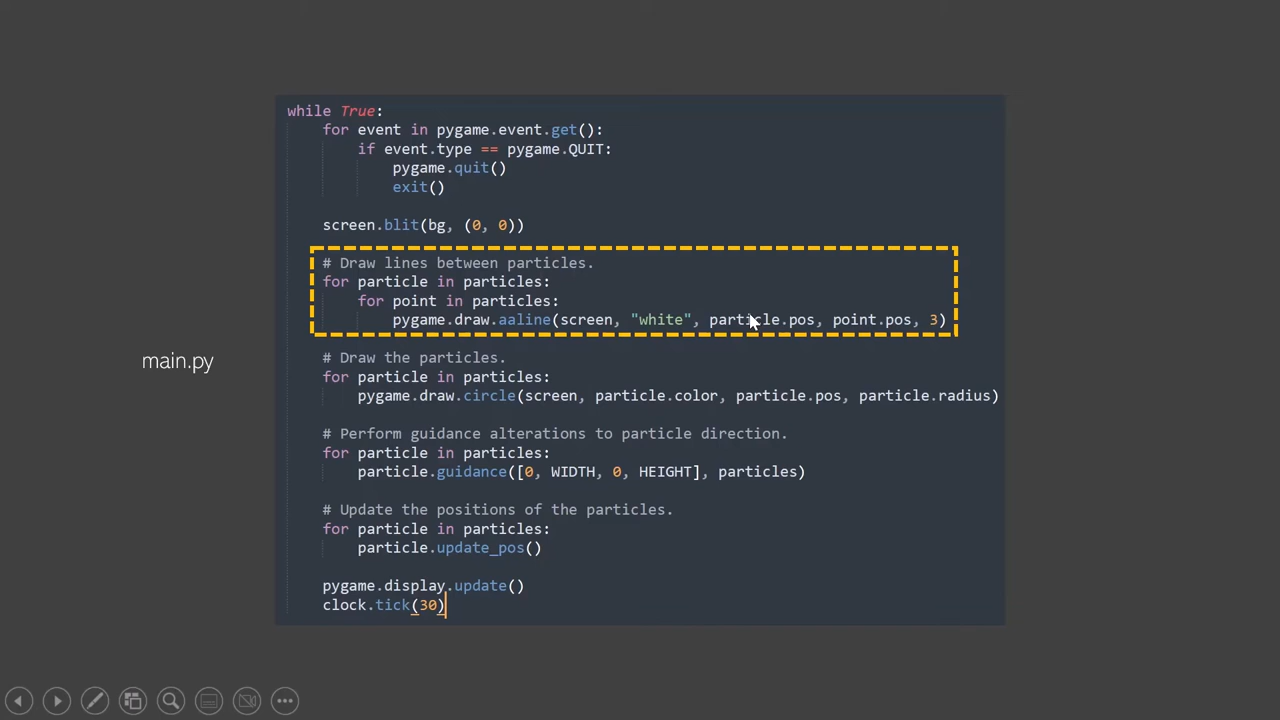 while True:
for event in pygame.event.get():
if event.type == pygame.QUIT:
pygame.quit()
exit()
screen.blit(bg, (0, 0))
# Draw lines between particles.
for particle in particles:
for point in particles:
pygame.draw.aaline(screen, "white", particle.pos, point.pos, 3)
main.py
# Draw the particles.
for particle in particles:
pygame.draw.circle(screen, particle.color, particle.pos, particle.radius)
# Perform guidance alterations to particle direction.
for particle in particles:
particle.guidance([0, WIDTH, 0, HEIGHT], particles)
# Update the positions of the particles.
for particle in particles:
particle.update_pos()
pygame.display.update()
clock.tick(30)